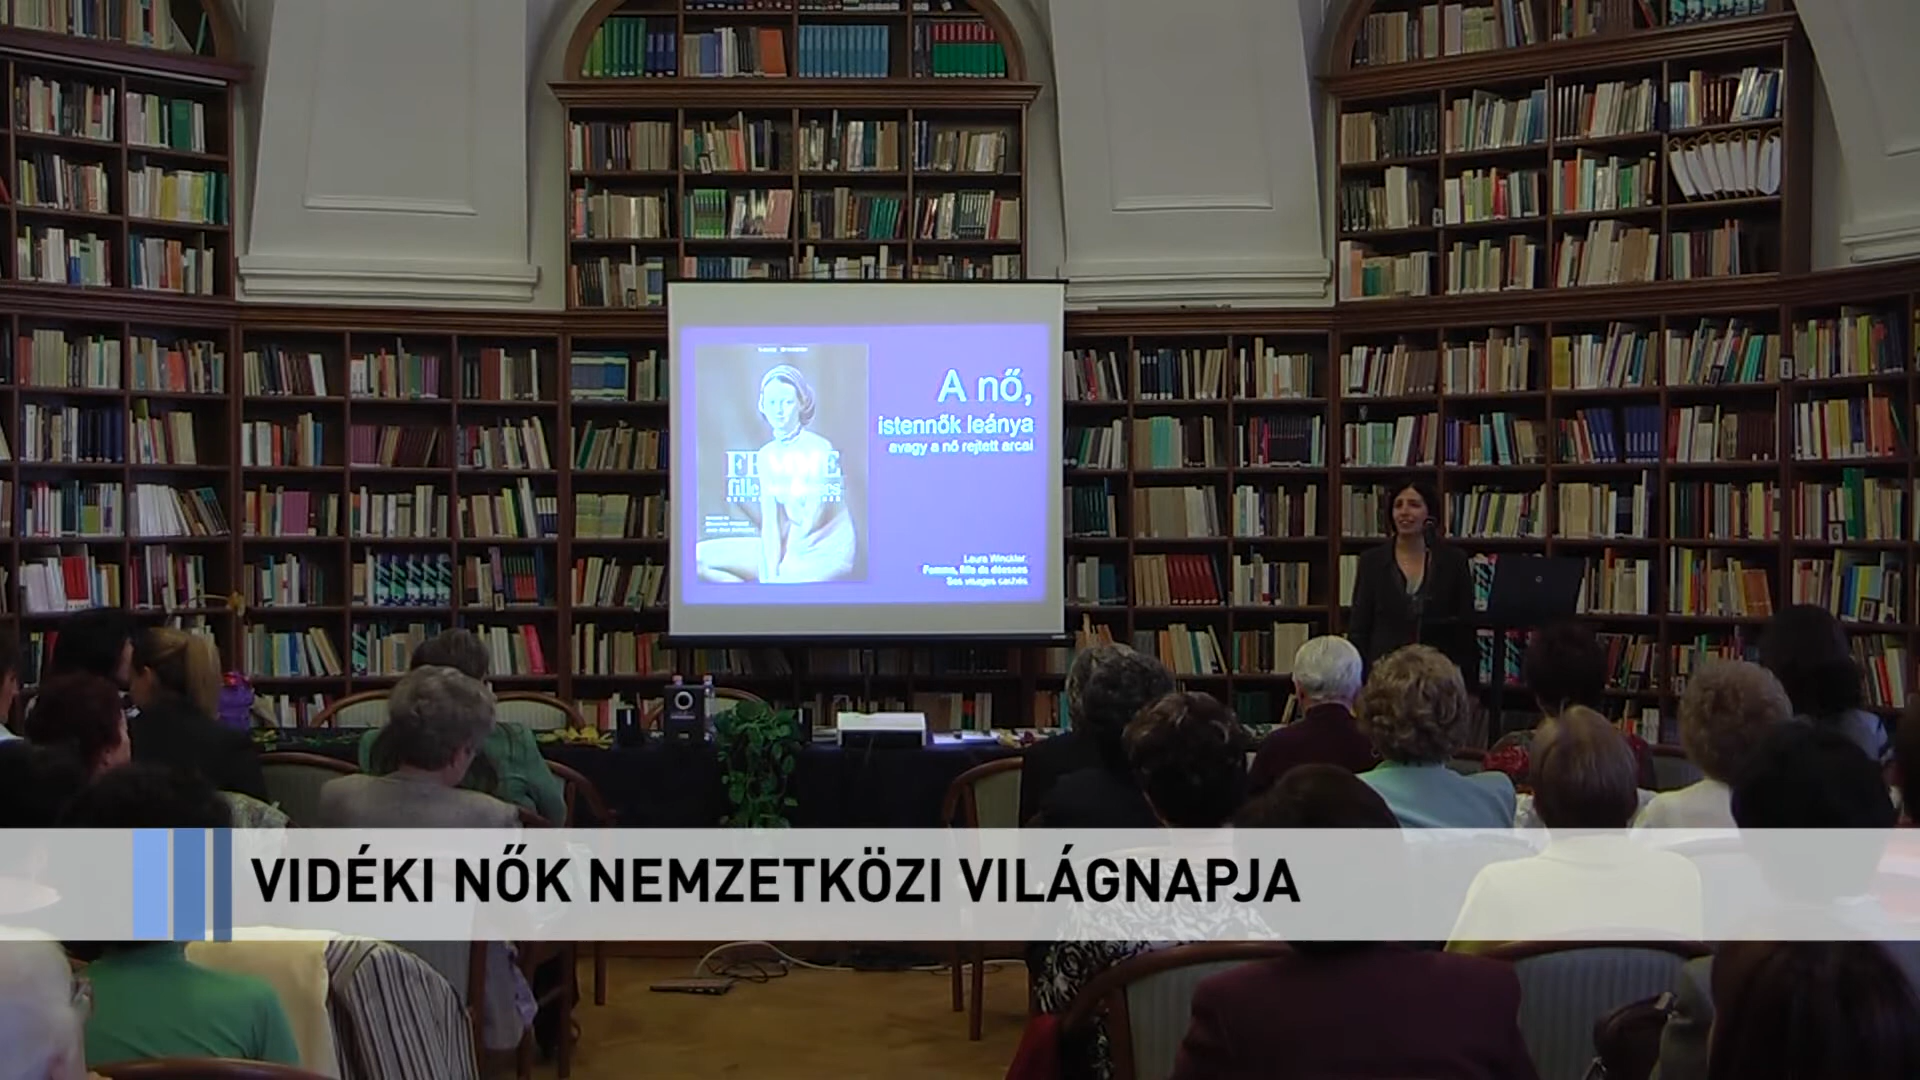 A nő,
istennők leánya
avagy a nő rejtett arcai
FEMME
Laura Winckler:
Femme, fille de déesses
Ses visages cachés
VIDÉKI NŐK NEMZETKÖZI VILÁGNAPJA